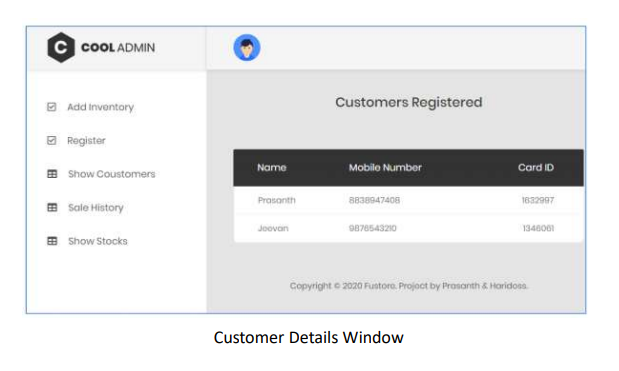 C COOL ADMIN
Add Inventory
Register
Show Coustomers
Sale History
Show Stocks
Customers Registered
Name Mobile Number Card ID
Prasanth 8838947408 1632997
Jeevan 9876543210 1346061
Copyright © 2020 Fustora. Project by Prasanth & Haridoss.
Customer Details Window